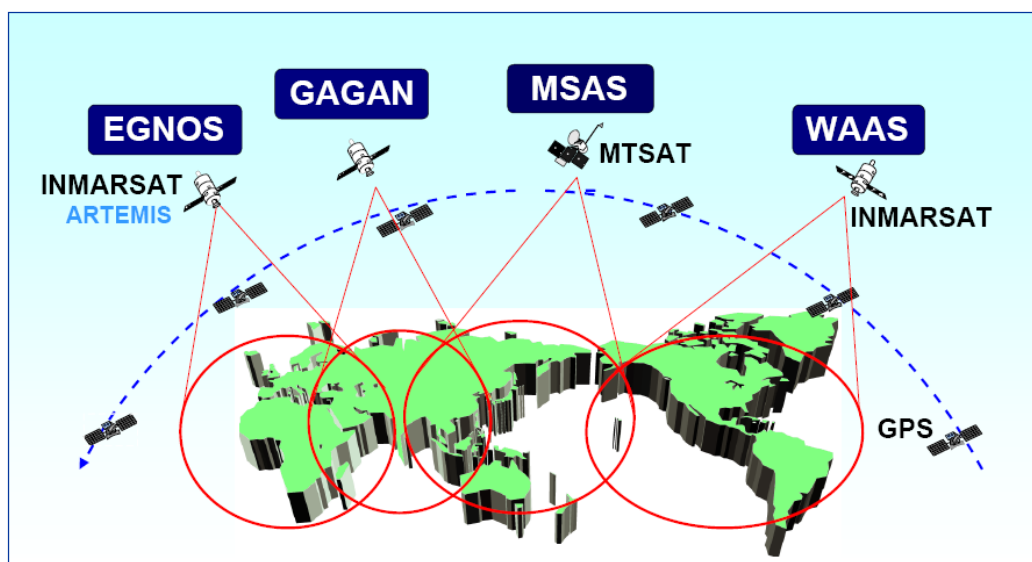 EGNOS
GAGAN
MSAS
WAAS
INMARSAT
ARTEMIS
MTSAT
INMARSAT
GPS